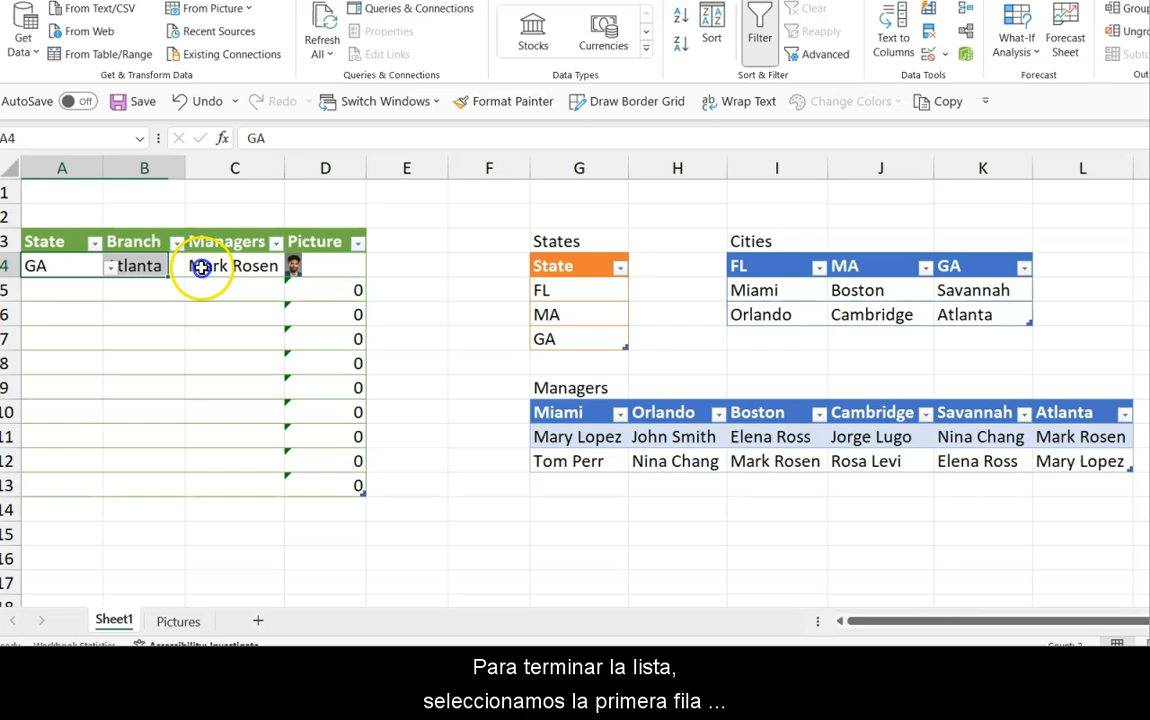 From Text/CSV
From Picture
Queries & Connections
Clear
Group
Get Data
From Web
Recent Sources
Refresh All
Properties
Stocks
Currencies
Sort
Filter
Reapply
Text to Columns
What-If Analysis
Forecast Sheet
From Table/Range
Existing Connections
Edit Links
Advanced
Get & Transform Data
Queries & Connections
Data Types
Sort & Filter
Data Tools
Forecast
AutoSave Off Save Undo Redo Switch Windows Format Painter Draw Border Grid Wrap Text Change Colors Copy
A4 fx GA
A B C D E F G H I J K L
1
2
3 State Branch Managers Picture States Cities
4 GA tlanta Mark Rosen State FL MA GA
5 0 FL Miami Boston Savannah
6 0 MA Orlando Cambridge Atlanta
7 0 GA
8 0
9 0 Managers
10 0 Miami Orlando Boston Cambridge Savannah Atlanta
11 0 Mary Lopez John Smith Elena Ross Jorge Lugo Nina Chang Mark Rosen
12 0 Tom Perr Nina Chang Mark Rosen Rosa Levi Elena Ross Mary Lopez
13 0
14
15
16
17
Sheet1 Pictures +
Para terminar la lista,
seleccionamos la primera fila ...